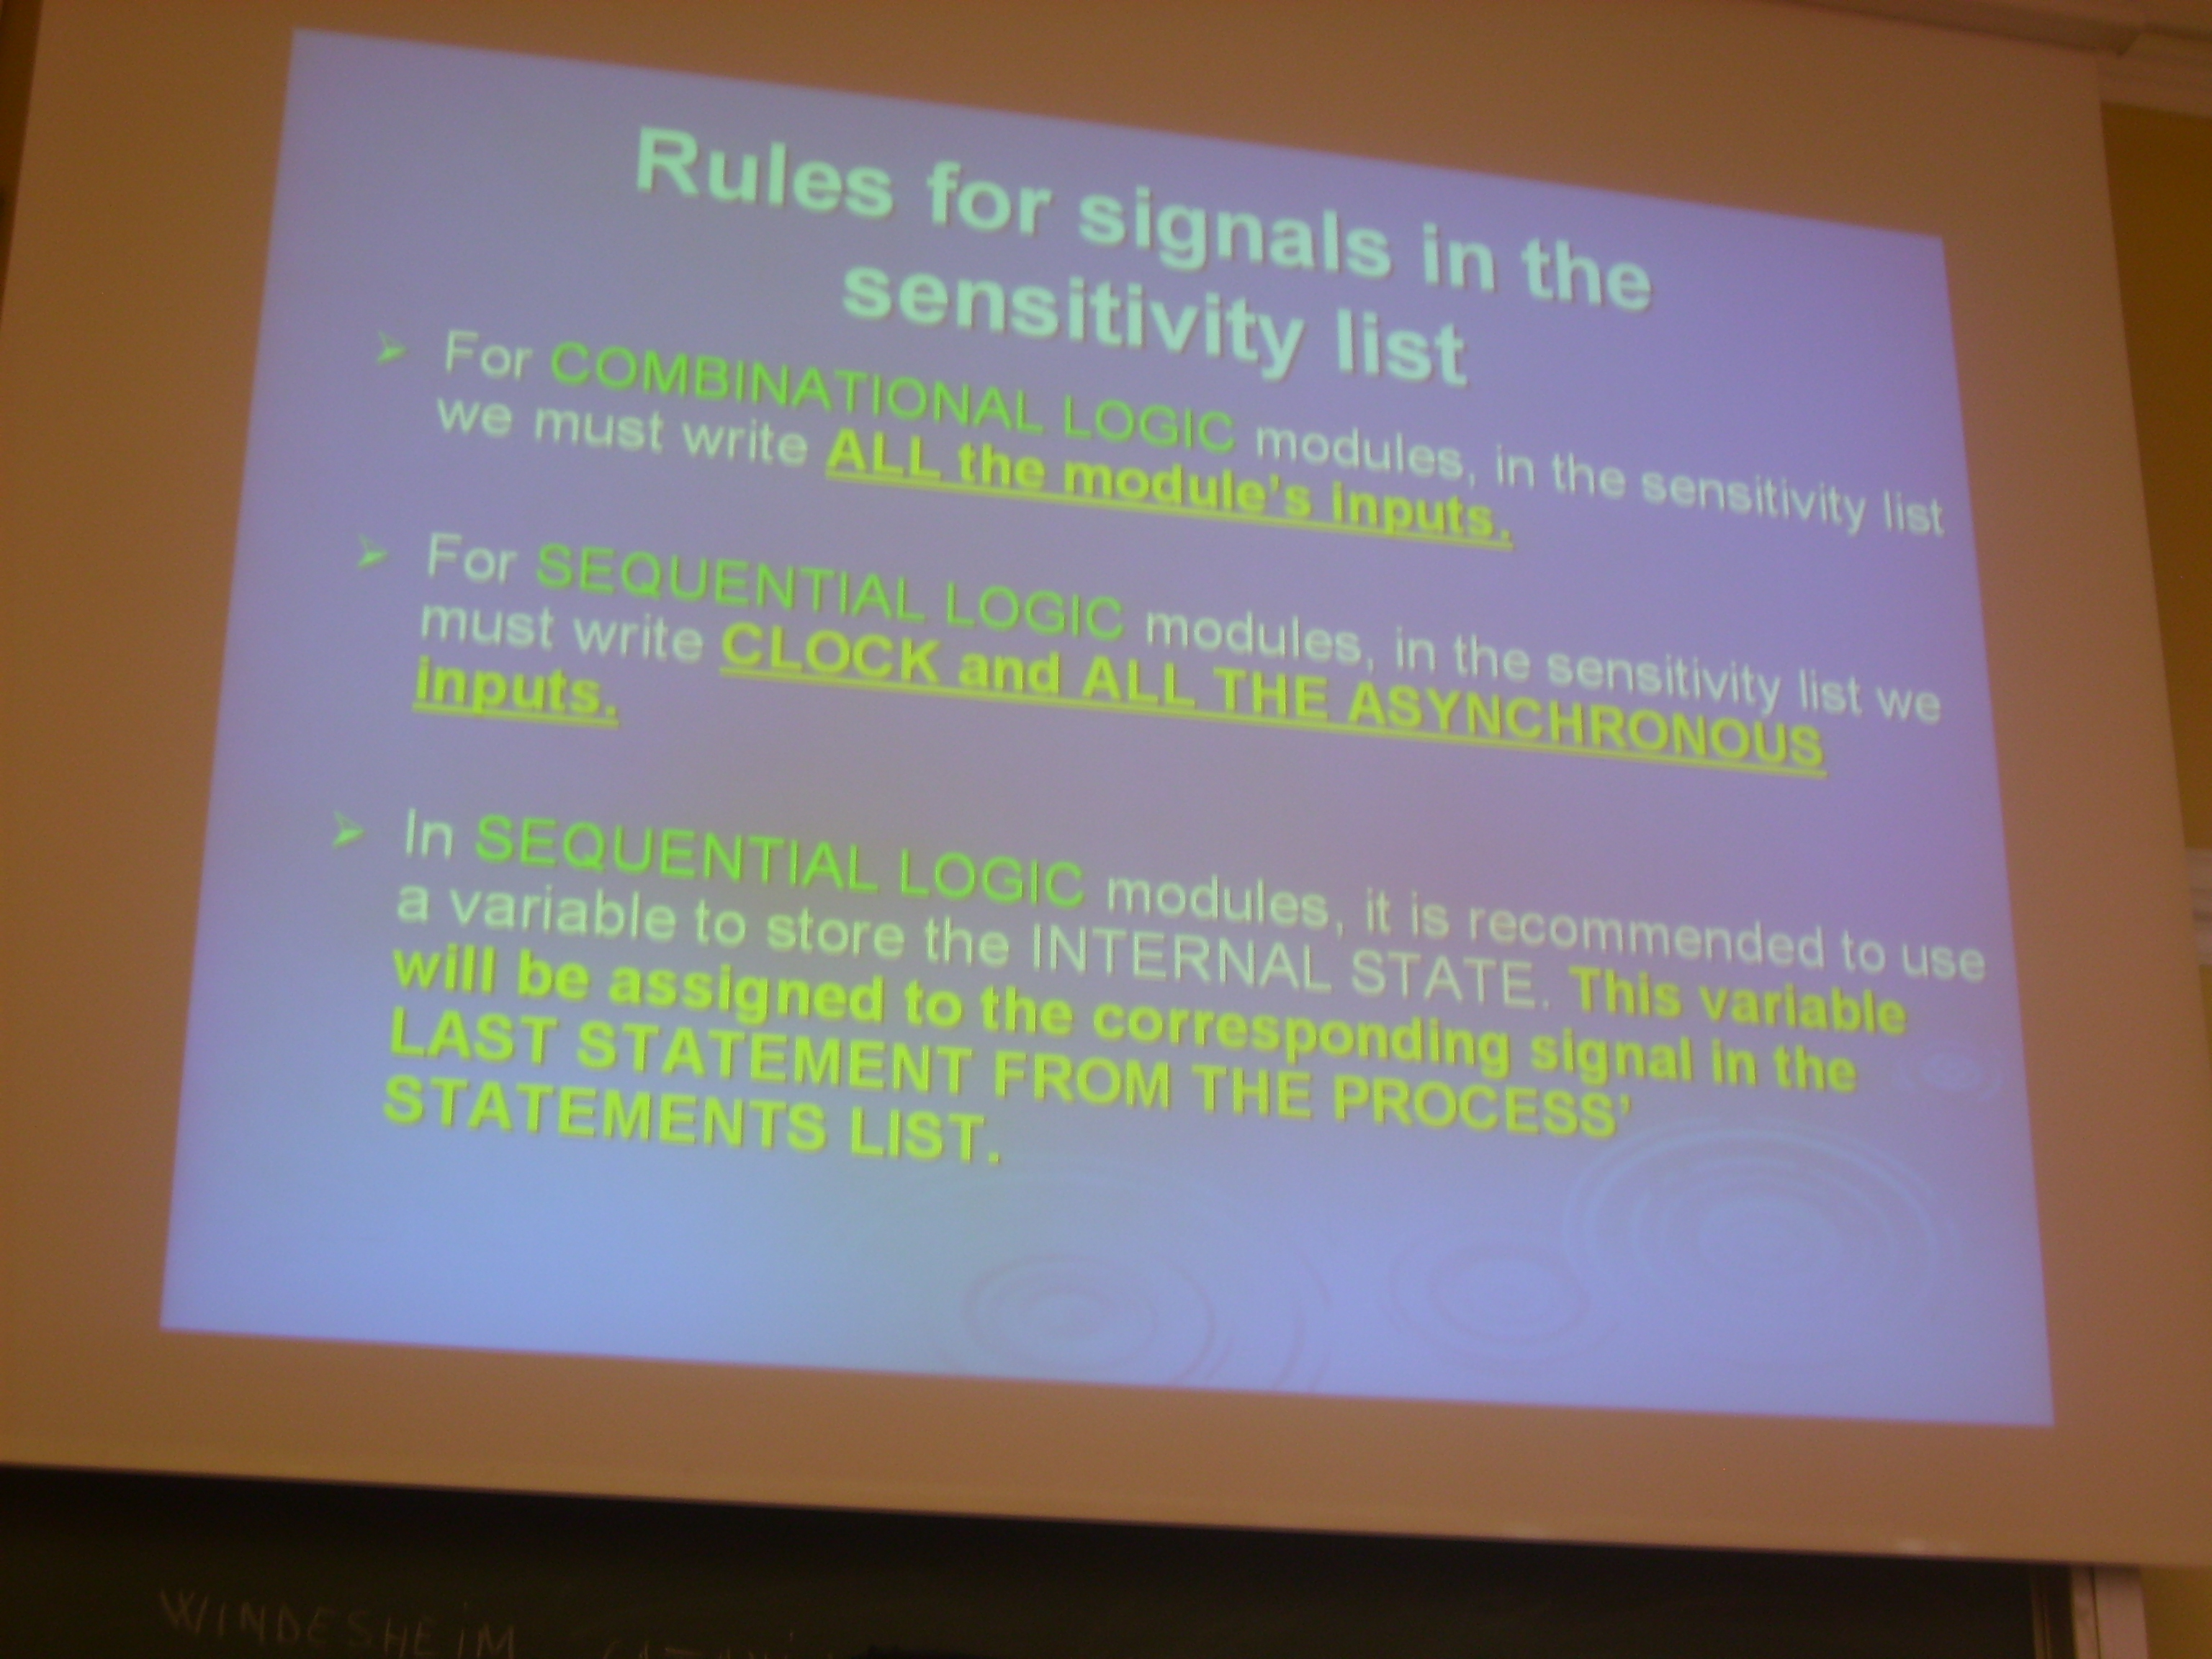 Rules for signals in the
sensitivity list
➢ For COMBINATIONAL LOGIC modules, in the sensitivity list
we must write ALL the module's inputs.
➢ For SEQUENTIAL LOGIC modules, in the sensitivity list we
must write CLOCK and ALL THE ASYNCHRONOUS
inputs.
➢ In SEQUENTIAL LOGIC modules, it is recommended to use
a variable to store the INTERNAL STATE. This variable
will be assigned to the corresponding signal in the
LAST STATEMENT FROM THE PROCESS'
STATEMENTS LIST.
WINDESHEiM